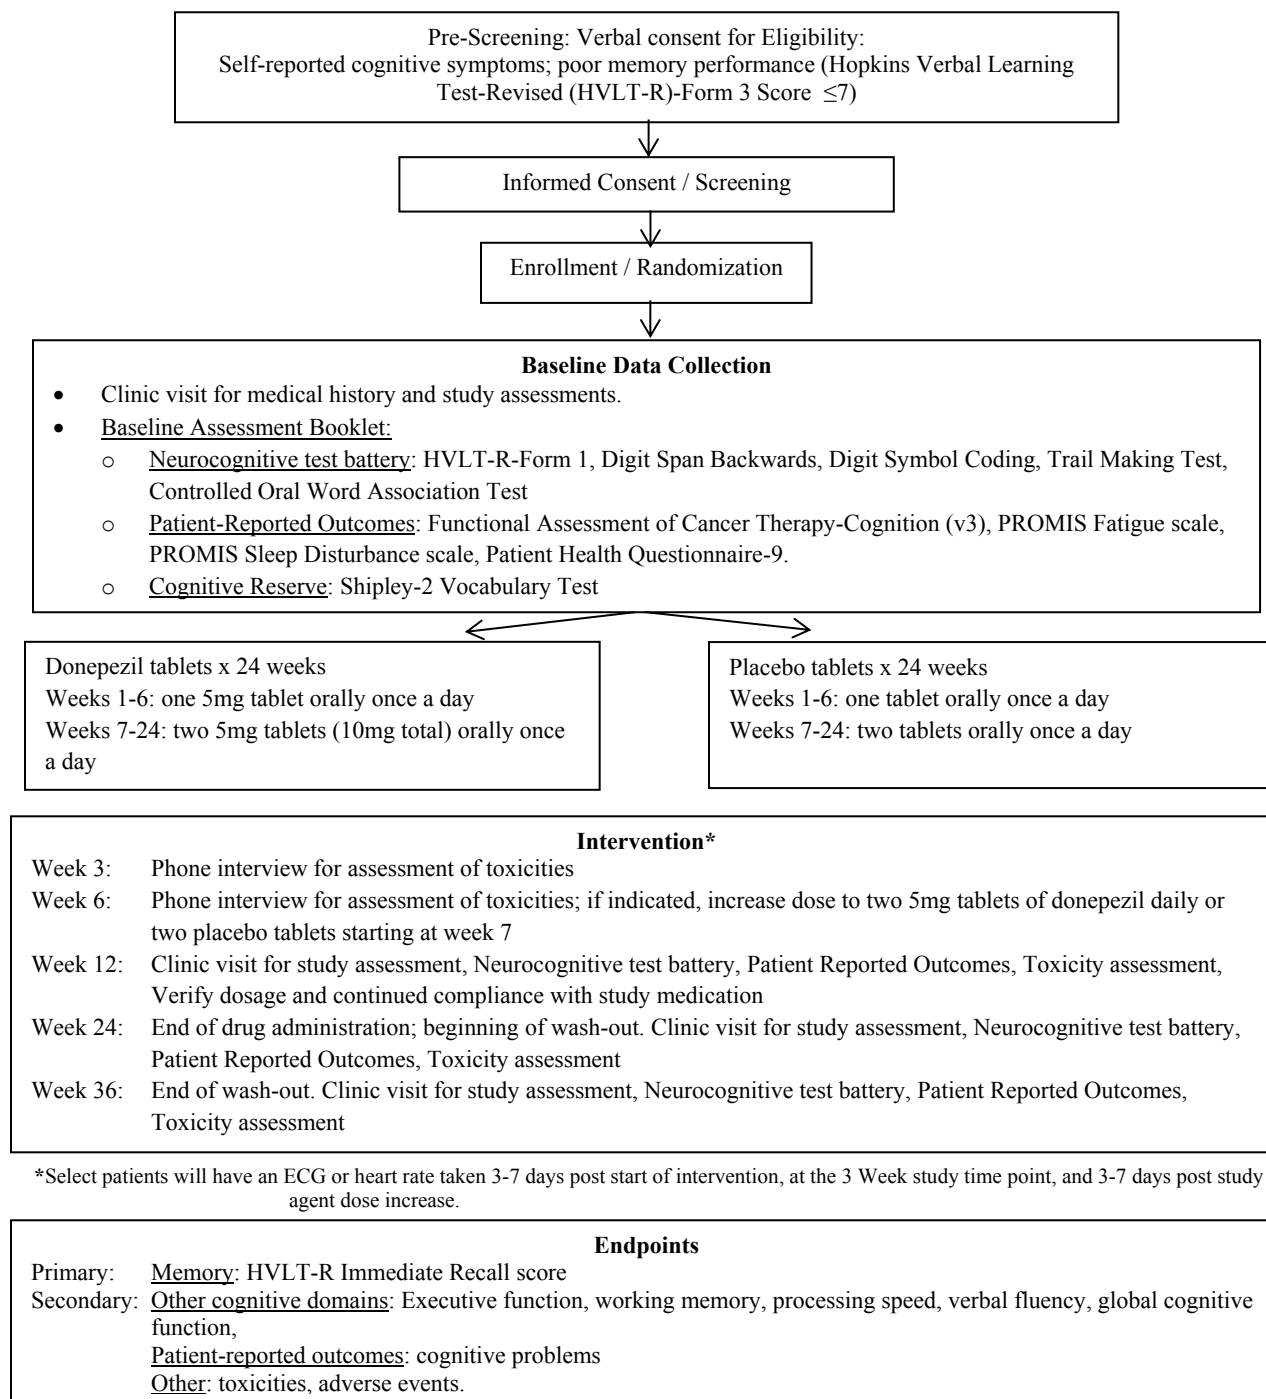 Pre-Screening: Verbal consent for Eligibility:
Self-reported cognitive symptoms; poor memory performance (Hopkins Verbal Learning
Test-Revised (HVLT-R)-Form 3 Score ≤7)
Informed Consent / Screening
Enrollment / Randomization
Baseline Data Collection
• Clinic visit for medical history and study assessments.
• Baseline Assessment Booklet:
o Neurocognitive test battery: HVLT-R-Form 1, Digit Span Backwards, Digit Symbol Coding, Trail Making Test,
Controlled Oral Word Association Test
o Patient-Reported Outcomes: Functional Assessment of Cancer Therapy-Cognition (v3), PROMIS Fatigue scale,
PROMIS Sleep Disturbance scale, Patient Health Questionnaire-9.
o Cognitive Reserve: Shipley-2 Vocabulary Test
Donepezil tablets x 24 weeks
Weeks 1-6: one 5mg tablet orally once a day
Weeks 7-24: two 5mg tablets (10mg total) orally once
a day
Placebo tablets x 24 weeks
Weeks 1-6: one tablet orally once a day
Weeks 7-24: two tablets orally once a day
Intervention*
Week 3: Phone interview for assessment of toxicities
Week 6: Phone interview for assessment of toxicities; if indicated, increase dose to two 5mg tablets of donepezil daily or
two placebo tablets starting at week 7
Week 12: Clinic visit for study assessment, Neurocognitive test battery, Patient Reported Outcomes, Toxicity assessment,
Verify dosage and continued compliance with study medication
Week 24: End of drug administration; beginning of wash-out. Clinic visit for study assessment, Neurocognitive test battery,
Patient Reported Outcomes, Toxicity assessment
Week 36: End of wash-out. Clinic visit for study assessment, Neurocognitive test battery, Patient Reported Outcomes,
Toxicity assessment
*Select patients will have an ECG or heart rate taken 3-7 days post start of intervention, at the 3 Week study time point, and 3-7 days post study
agent dose increase.
Endpoints
Primary: Memory: HVLT-R Immediate Recall score
Secondary: Other cognitive domains: Executive function, working memory, processing speed, verbal fluency, global cognitive
function,
Patient-reported outcomes: cognitive problems
Other: toxicities, adverse events.